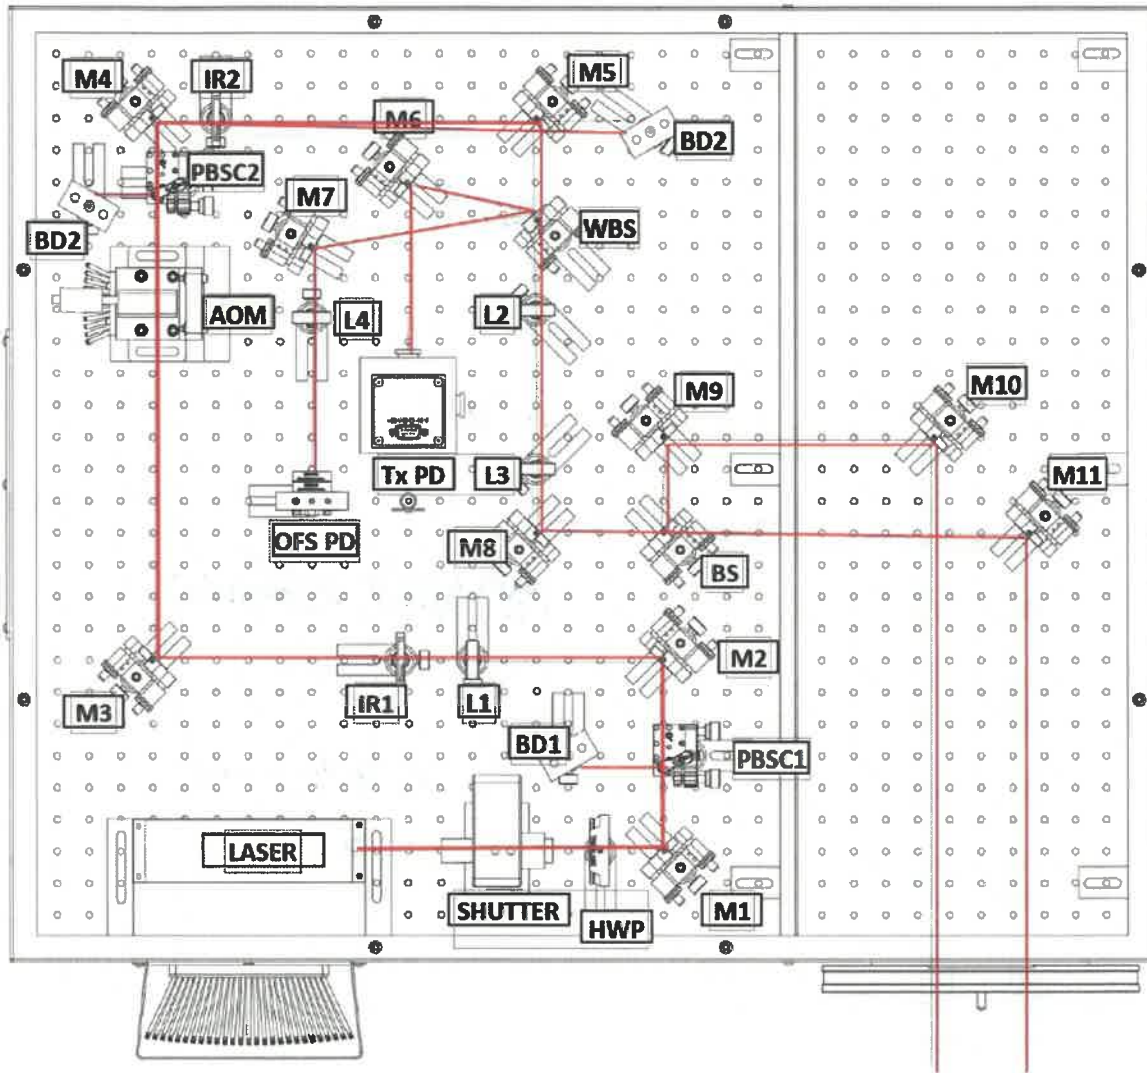 M4
IR2
M5
M6
BD2
PBSC2
M7
WBS
BD2
AOM
L4
L2
M9
M10
Tx PD
L3
M11
OFS PD
M8
BS
M2
M3
IR1
L1
BD1
PBSC1
LASER
SHUTTER
HWP
M1